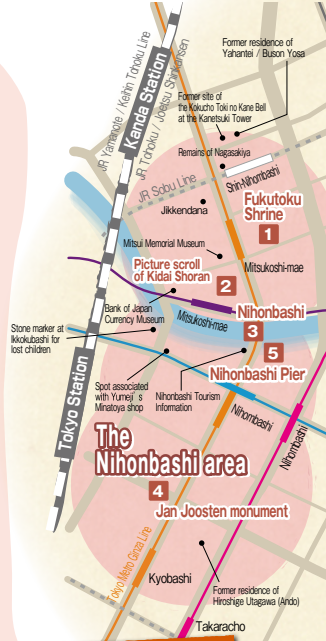 Former residence of
Yahantei / Buson Yosa
JR Yamanote / Keihin Tohoku Line
Kanda Station
JR Tohoku / Joetsu Shinkansen
Former site of
the Kokucho Toki no Kane Bell
at the Kanetsuki Tower
Remains of Nagasakiya
Shin-Nihombashi
JR Sobu Line
Jikkendana
Fukutoku
Shrine
1
Mitsui Memorial Museum
Mitsukoshi-mae
Picture scroll
of Kidai Shoran
2
Bank of Japan
Currency Museum
Mitsukoshi-mae
Nihonbashi
3
Stone marker at
Ikkokubashi for
lost children
5
Nihonbashi Pier
Tokyo Station
Spot associated
with Yumeji's
Minatoya shop
Nihonbashi Tourism
Information
Nihombashi
Nihombashi
The
Nihonbashi area
4
Jan Joosten monument
Tokyo Metro Ginza Line
Kyobashi
Former residence of
Hiroshige Utagawa (Ando)
Takaracho